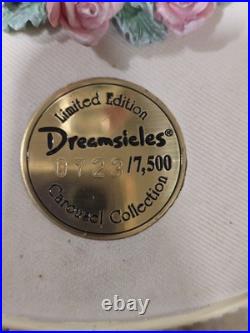 Limited Edition
Dreamsicles®
0723/7,500
Carousel Collection